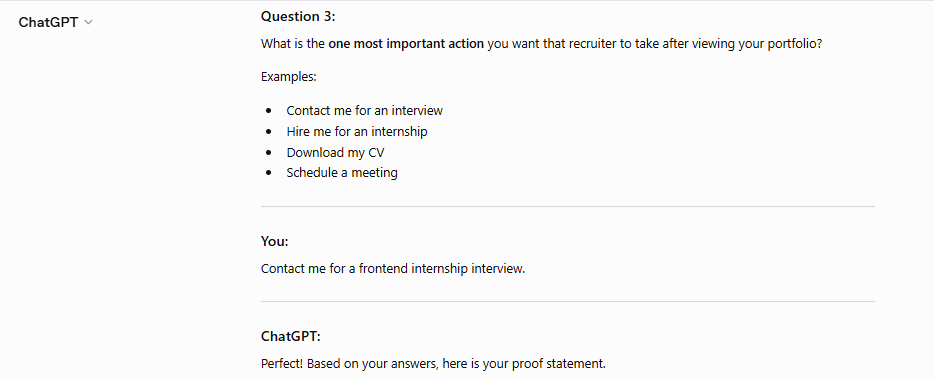 ChatGPT
Question 3:
What is the one most important action you want that recruiter to take after viewing your portfolio?
Examples:
Contact me for an interview
Hire me for an internship
Download my CV
Schedule a meeting
You:
Contact me for a frontend internship interview.
ChatGPT:
Perfect! Based on your answers, here is your proof statement.